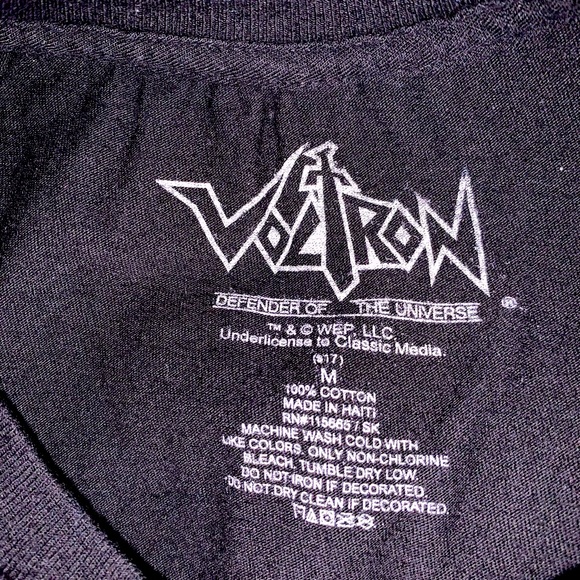 VOLTRON
DEFENDER OF THE UNIVERSE ®
™ & © WEP, LLC.
Underlicense to Classic Media.
(s17)
M
100% COTTON
MADE IN HAITI
RN#115665 / SK
MACHINE WASH COLD WITH
LIKE COLORS, ONLY NON-CHLORINE
BLEACH, TUMBLE DRY LOW.
DO NOT IRON IF DECORATED.
DO NOT DRY CLEAN IF DECORATED.